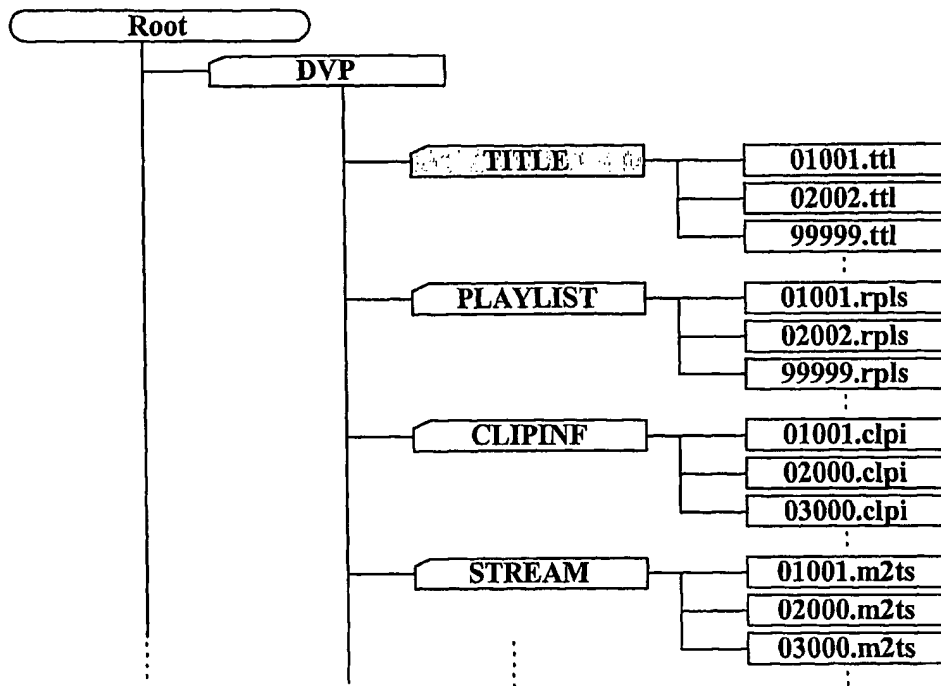 Root
DVP
TITLE
01001.ttl
02002.ttl
99999.ttl
PLAYLIST
01001.rpls
02002.rpls
99999.rpls
CLIPINF
01001.clpi
02000.clpi
03000.clpi
STREAM
01001.m2ts
02000.m2ts
03000.m2ts